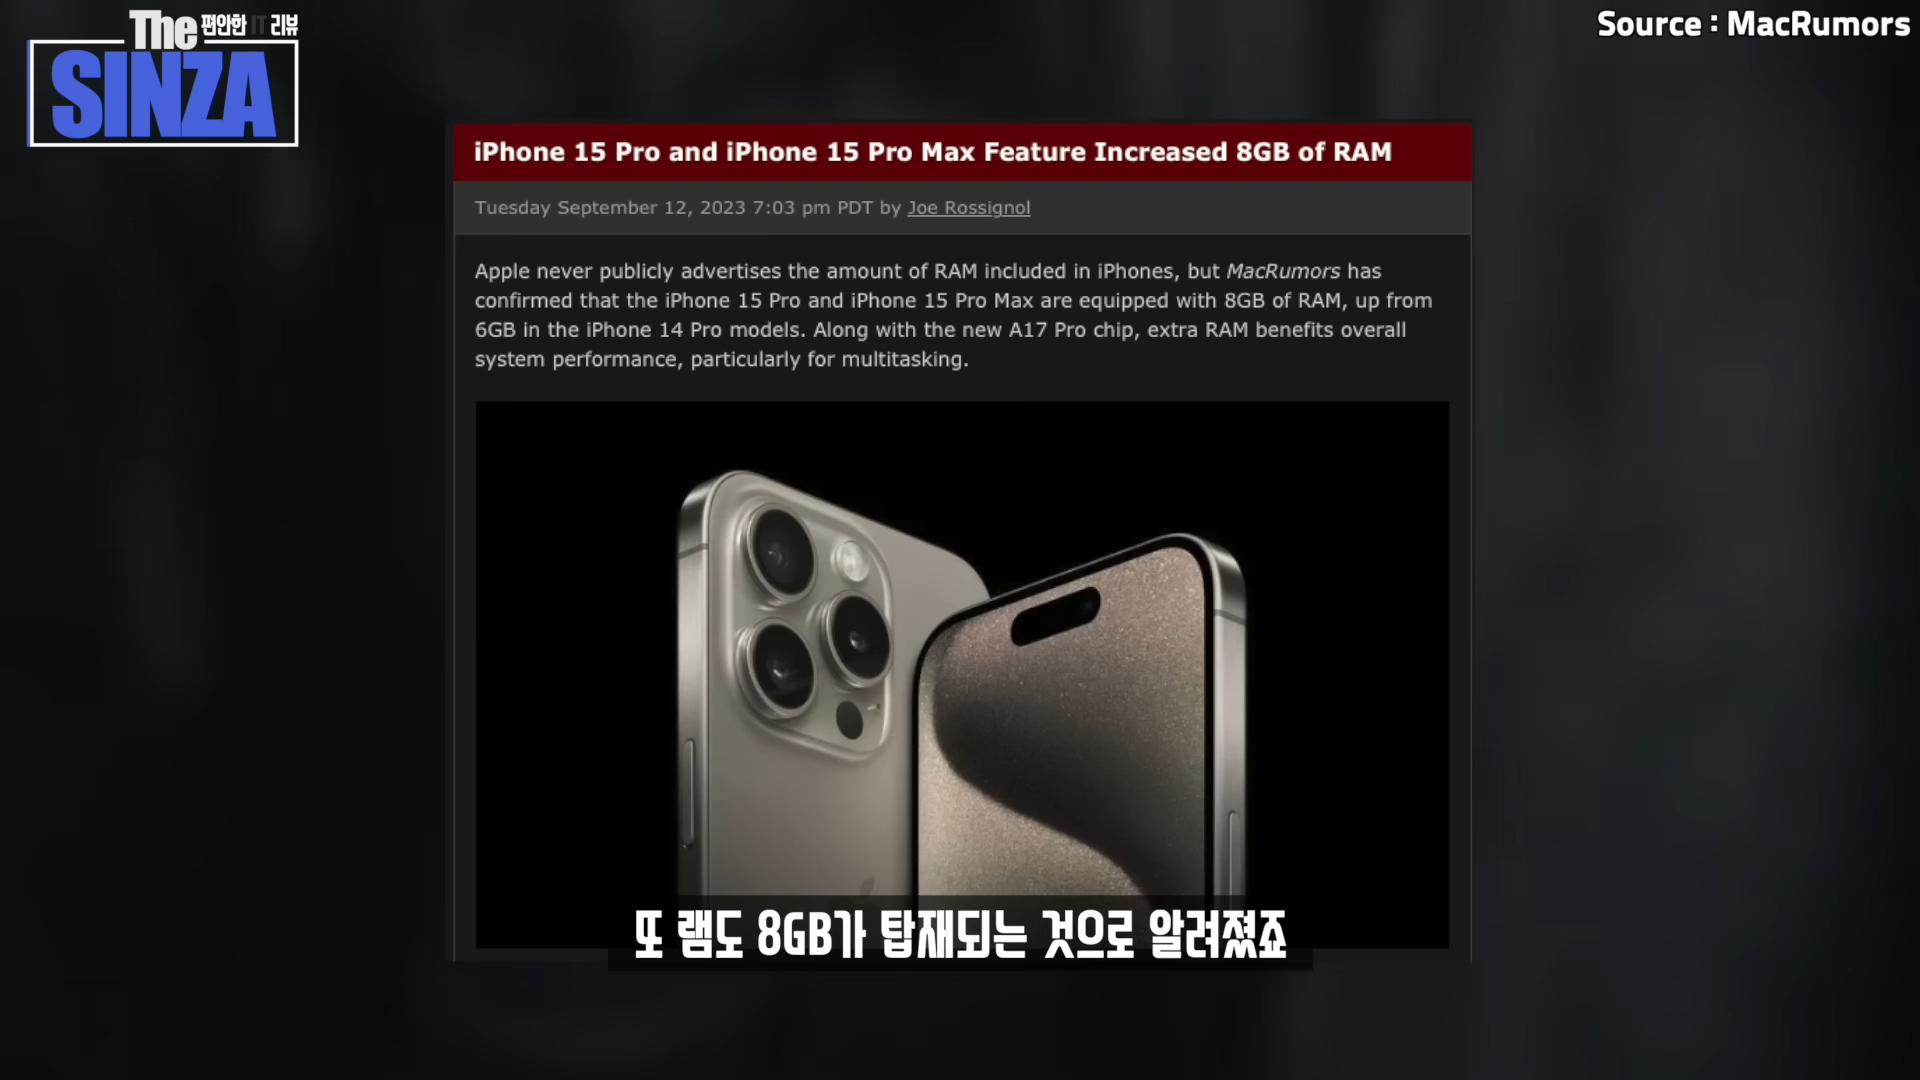 The 편안한 IT 리뷰
SINZA
Source : MacRumors
iPhone 15 Pro and iPhone 15 Pro Max Feature Increased 8GB of RAM
Tuesday September 12, 2023 7:03 pm PDT by Joe Rossignol
Apple never publicly advertises the amount of RAM included in iPhones, but MacRumors has
confirmed that the iPhone 15 Pro and iPhone 15 Pro Max are equipped with 8GB of RAM, up from
6GB in the iPhone 14 Pro models. Along with the new A17 Pro chip, extra RAM benefits overall
system performance, particularly for multitasking.
또 램도 8GB가 탑재되는 것으로 알려졌죠